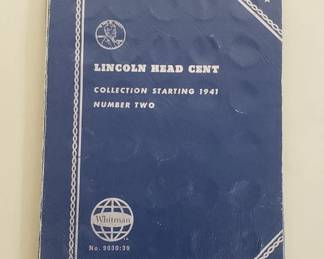 LINCOLN HEAD CENT
COLLECTION STARTING 1941
NUMBER TWO
Whitman
No. 9030:39